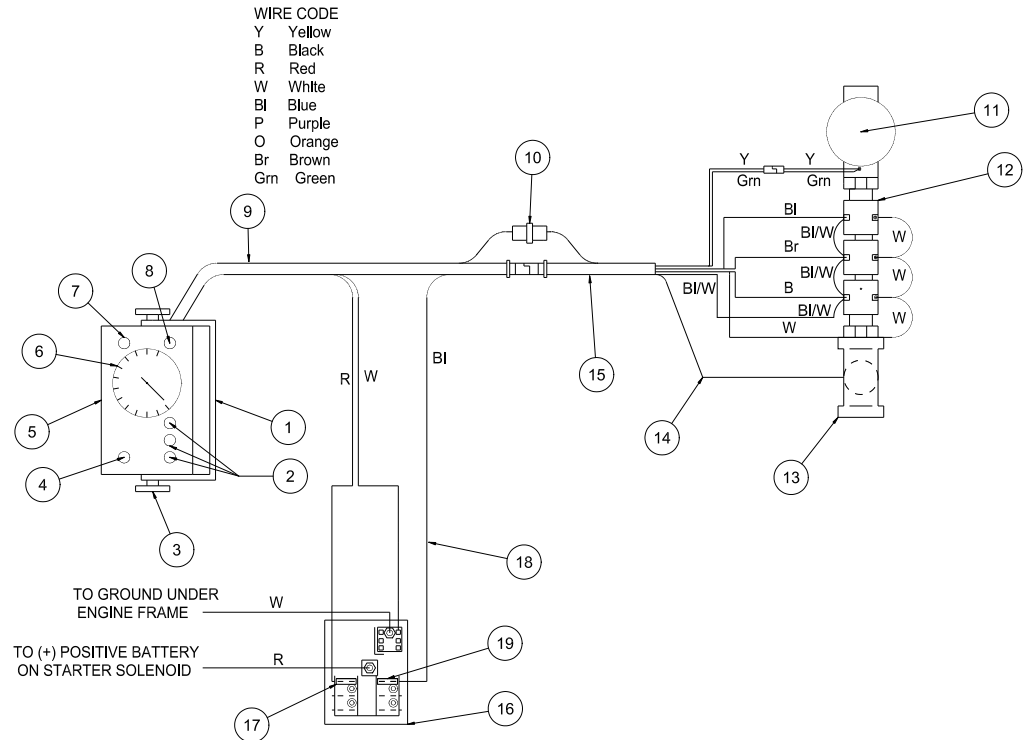 WIRE CODE
Y Yellow
B Black
R Red
W White
Bl Blue
P Purple
O Orange
Br Brown
Grn Green
11
10
Y Y
Grn Grn
12
9
Bl
W
Bl/W
Br
8
7
Bl/W
W
6
Bl/W
B
Bl/W
W
W
Bl
R W
15
5
1
14
4
2
13
3
18
TO GROUND UNDER
ENGINE FRAME
W
19
TO (+) POSITIVE BATTERY
ON STARTER SOLENOID
R
17
16